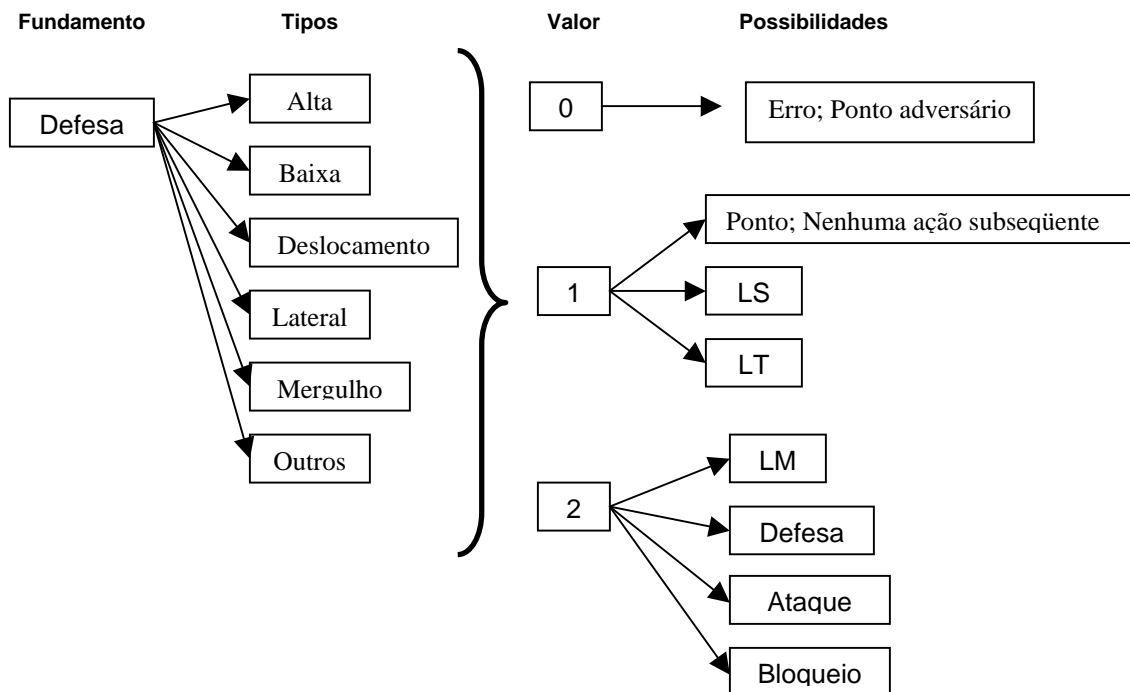 Fundamento Tipos Valor Possibilidades
Defesa
Alta
Baixa
Deslocamento
Lateral
Mergulho
Outros
0
Erro; Ponto adversário
1
Ponto; Nenhuma ação subseqüente
LS
LT
2
LM
Defesa
Ataque
Bloqueio